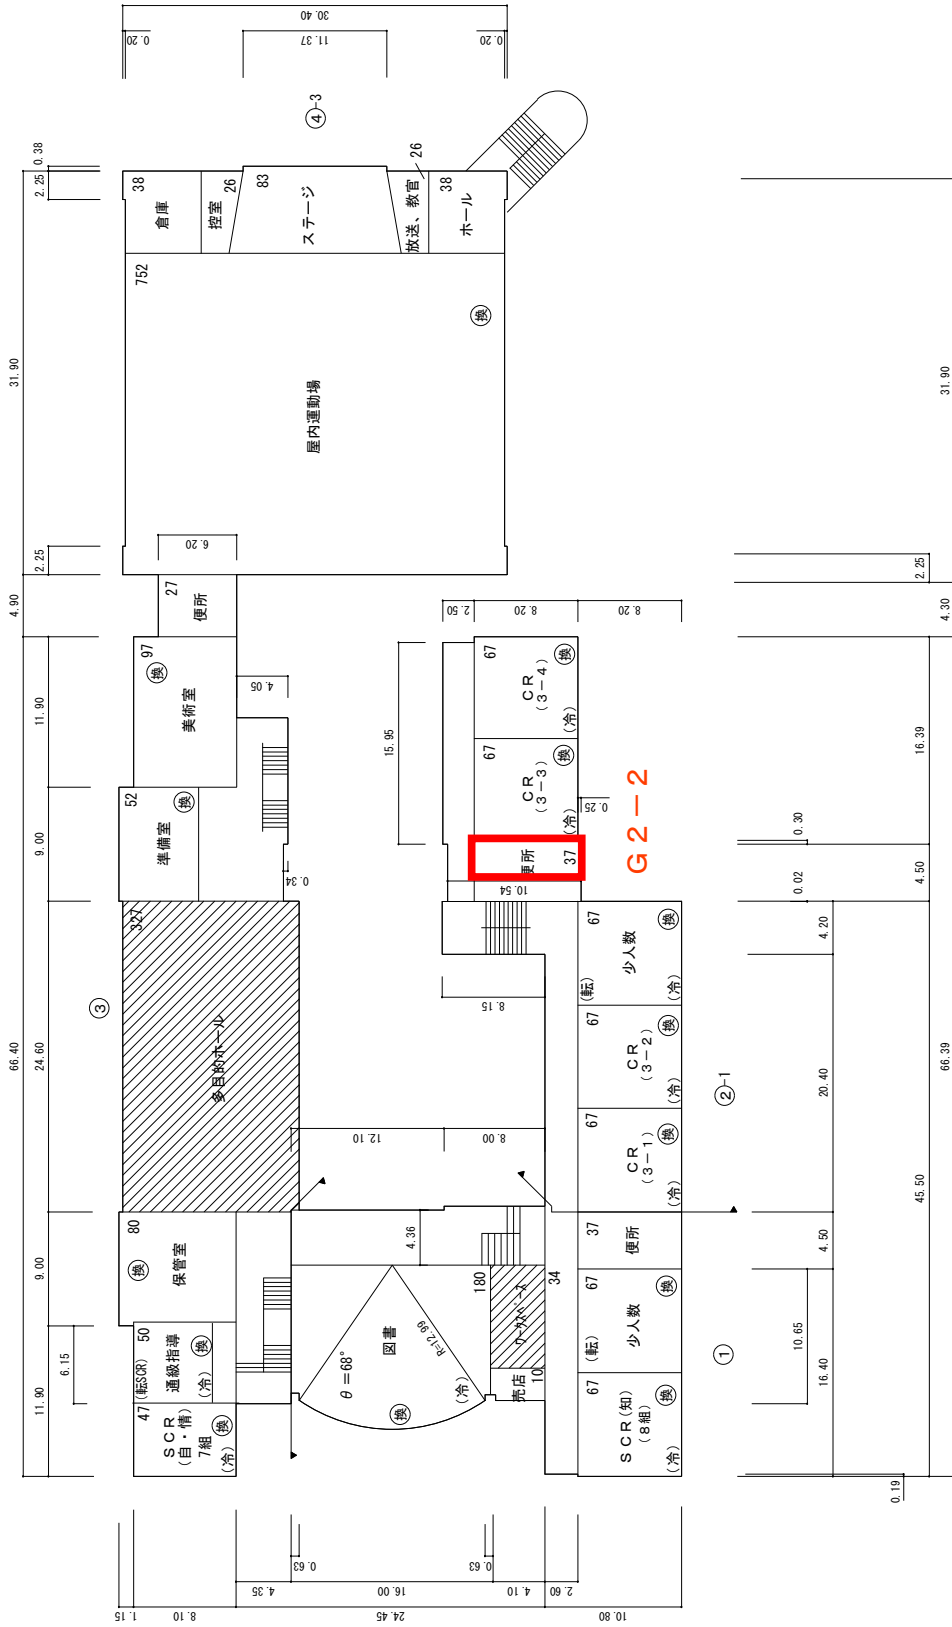 30.40
0.20
11.37
0.20
④-3
0.38
2.25
31.90
2.25
4.90
11.90
9.00
66.40
24.60
9.00
6.15
11.90
38
倉庫
26
控室
83
ステージ
26
放送、教官
38
ホール
752
屋内運動場
換
6.20
27
便所
97
換
美術室
4.05
52
換
準備室
0.34
③
327
多目的ホール
80
換
保管室
50
(転SCR)
通級指導
(冷)
換
47
SCR
(自・情)
7組
(冷)
換
15.95
2.50
8.20
8.20
67
CR
(3-4)
(冷)
換
67
CR
(3-3)
(冷)
換
0.25
便所
37
10.54
G2-2
8.15
12.10
8.00
4.36
180
図書
θ=68°
R=12.99
(冷)
換
ワークスペース
34
売店
10
67
(転)
少人数
(冷)
換
67
CR
(3-2)
(冷)
換
67
CR
(3-1)
(冷)
換
②-1
37
便所
67
(転)
少人数
換
①
67
SCR(知)
(8組)
(冷)
換
31.90
2.25
4.30
16.39
0.30
4.50
0.02
4.20
66.39
20.40
45.50
4.50
10.65
16.40
0.19
0.63
0.63
1.15
8.10
4.35
24.45
16.00
4.10
2.60
10.80